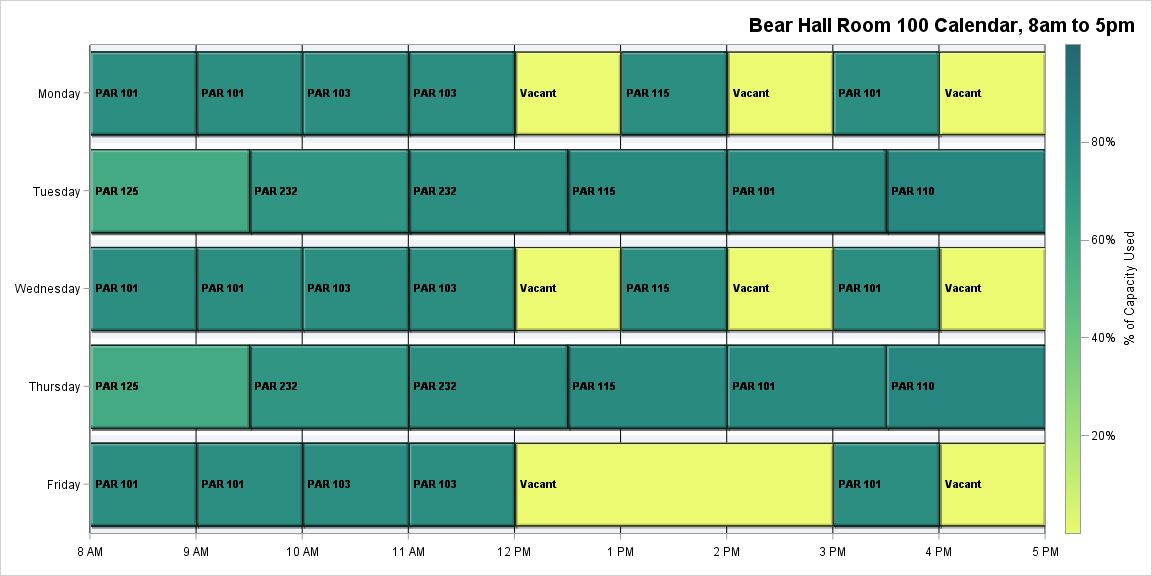 Bear Hall Room 100 Calendar, 8am to 5pm
Monday
PAR 101
PAR 101
PAR 103
PAR 103
Vacant
PAR 115
Vacant
PAR 101
Vacant
Tuesday
PAR 125
PAR 232
PAR 232
PAR 115
PAR 101
PAR 110
Wednesday
PAR 101
PAR 101
PAR 103
PAR 103
Vacant
PAR 115
Vacant
PAR 101
Vacant
Thursday
PAR 125
PAR 232
PAR 232
PAR 115
PAR 101
PAR 110
Friday
PAR 101
PAR 101
PAR 103
PAR 103
Vacant
PAR 101
Vacant
8 AM
9 AM
10 AM
11 AM
12 PM
1 PM
2 PM
3 PM
4 PM
5 PM
80%
60%
40%
20%
% of Capacity Used